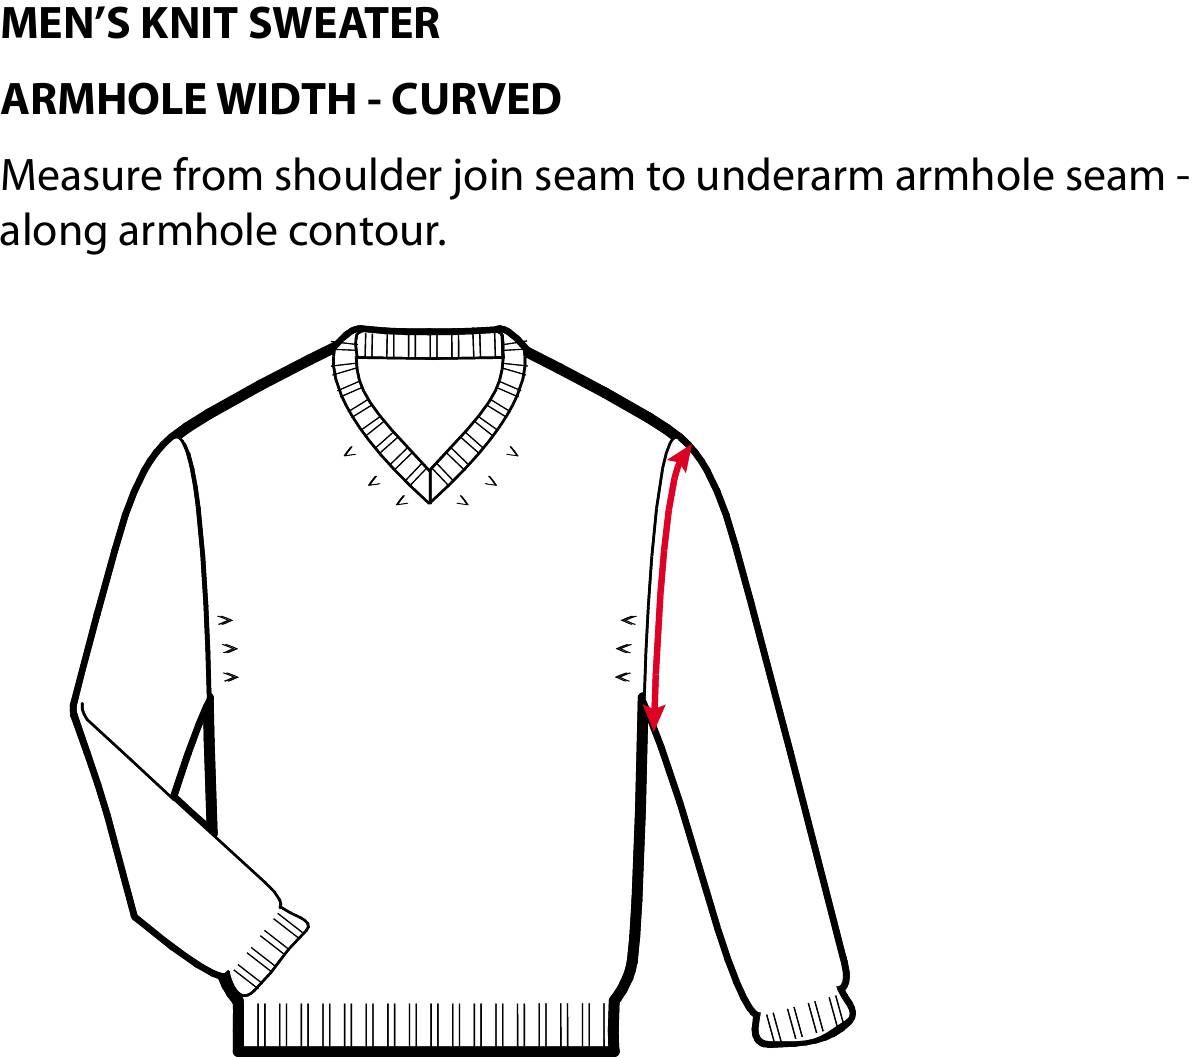 MEN’S KNIT SWEATER
ARMHOLE WIDTH - CURVED
Measure from shoulder join seam to underarm armhole seam -
along armhole contour.